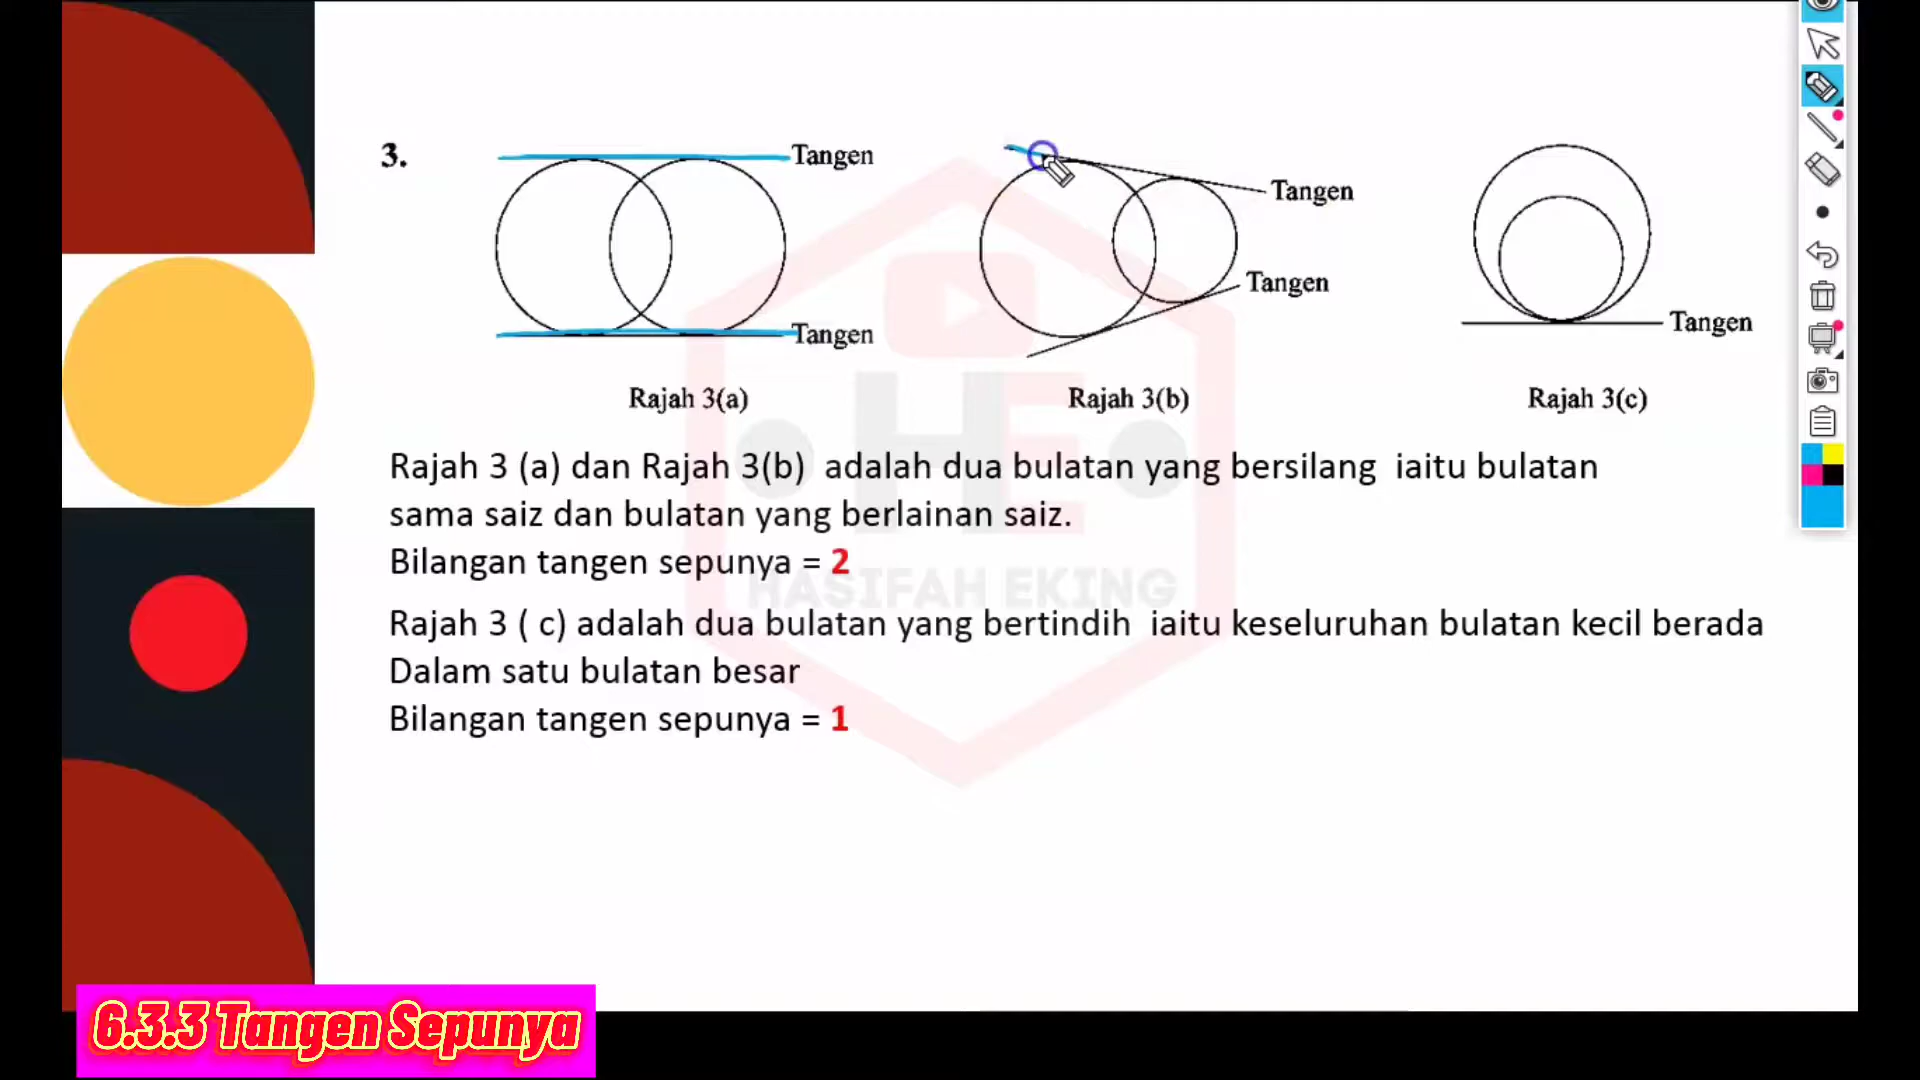 3.
Tangen
Tangen
Tangen
Tangen
Tangen
Rajah 3(a)
Rajah 3(b)
Rajah 3(c)
Rajah 3 (a) dan Rajah 3(b) adalah dua bulatan yang bersilang iaitu bulatan
sama saiz dan bulatan yang berlainan saiz.
Bilangan tangen sepunya = 2
HE
HASIFAH EKING
Rajah 3 ( c) adalah dua bulatan yang bertindih iaitu keseluruhan bulatan kecil berada
Dalam satu bulatan besar
Bilangan tangen sepunya = 1
6.3.3 Tangen Sepunya